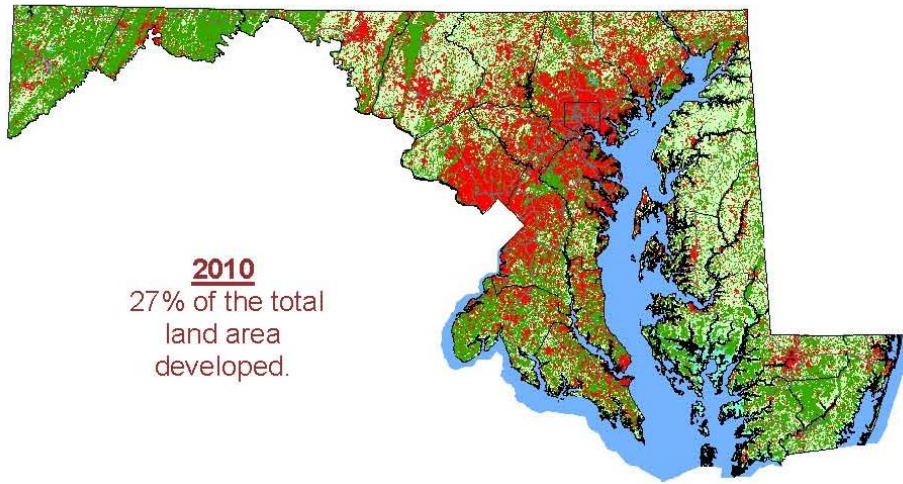 2010
27% of the total
land area
developed.